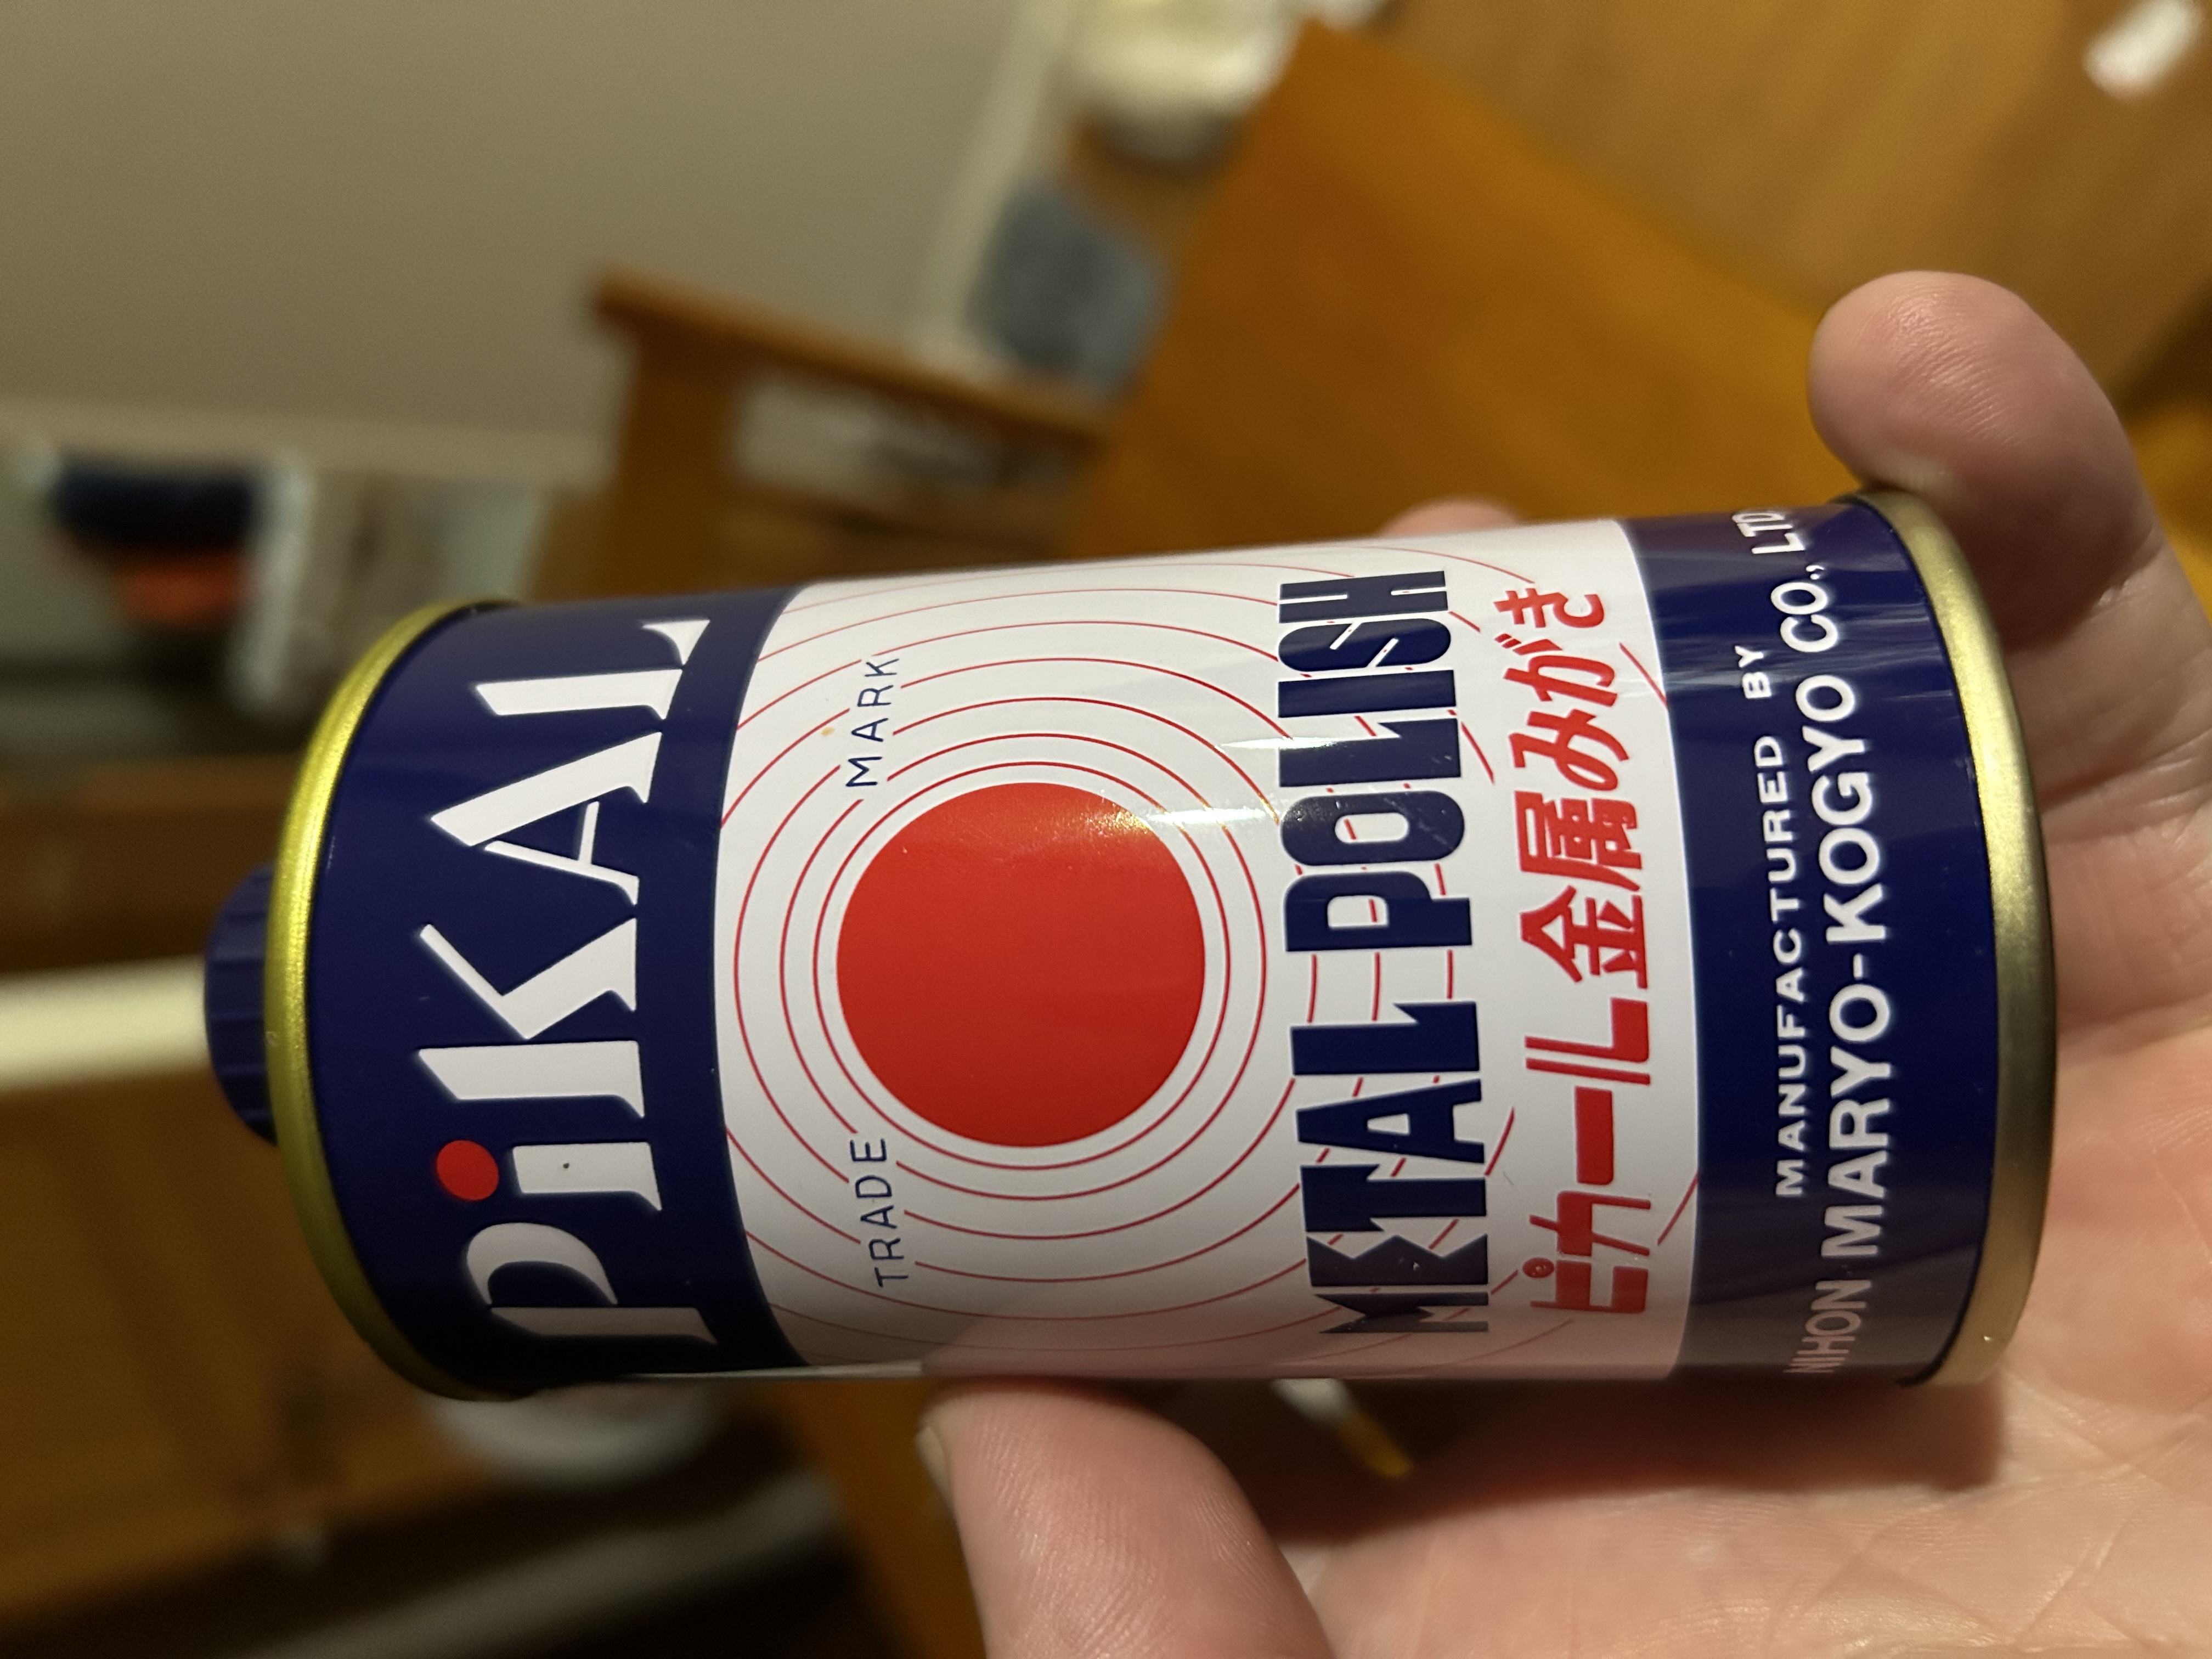 PiKAL
TRADE MARK
METAL POLISH
ピカール金属みがき
MANUFACTURED BY
NIHON MARYO-KOGYO CO., LTD.